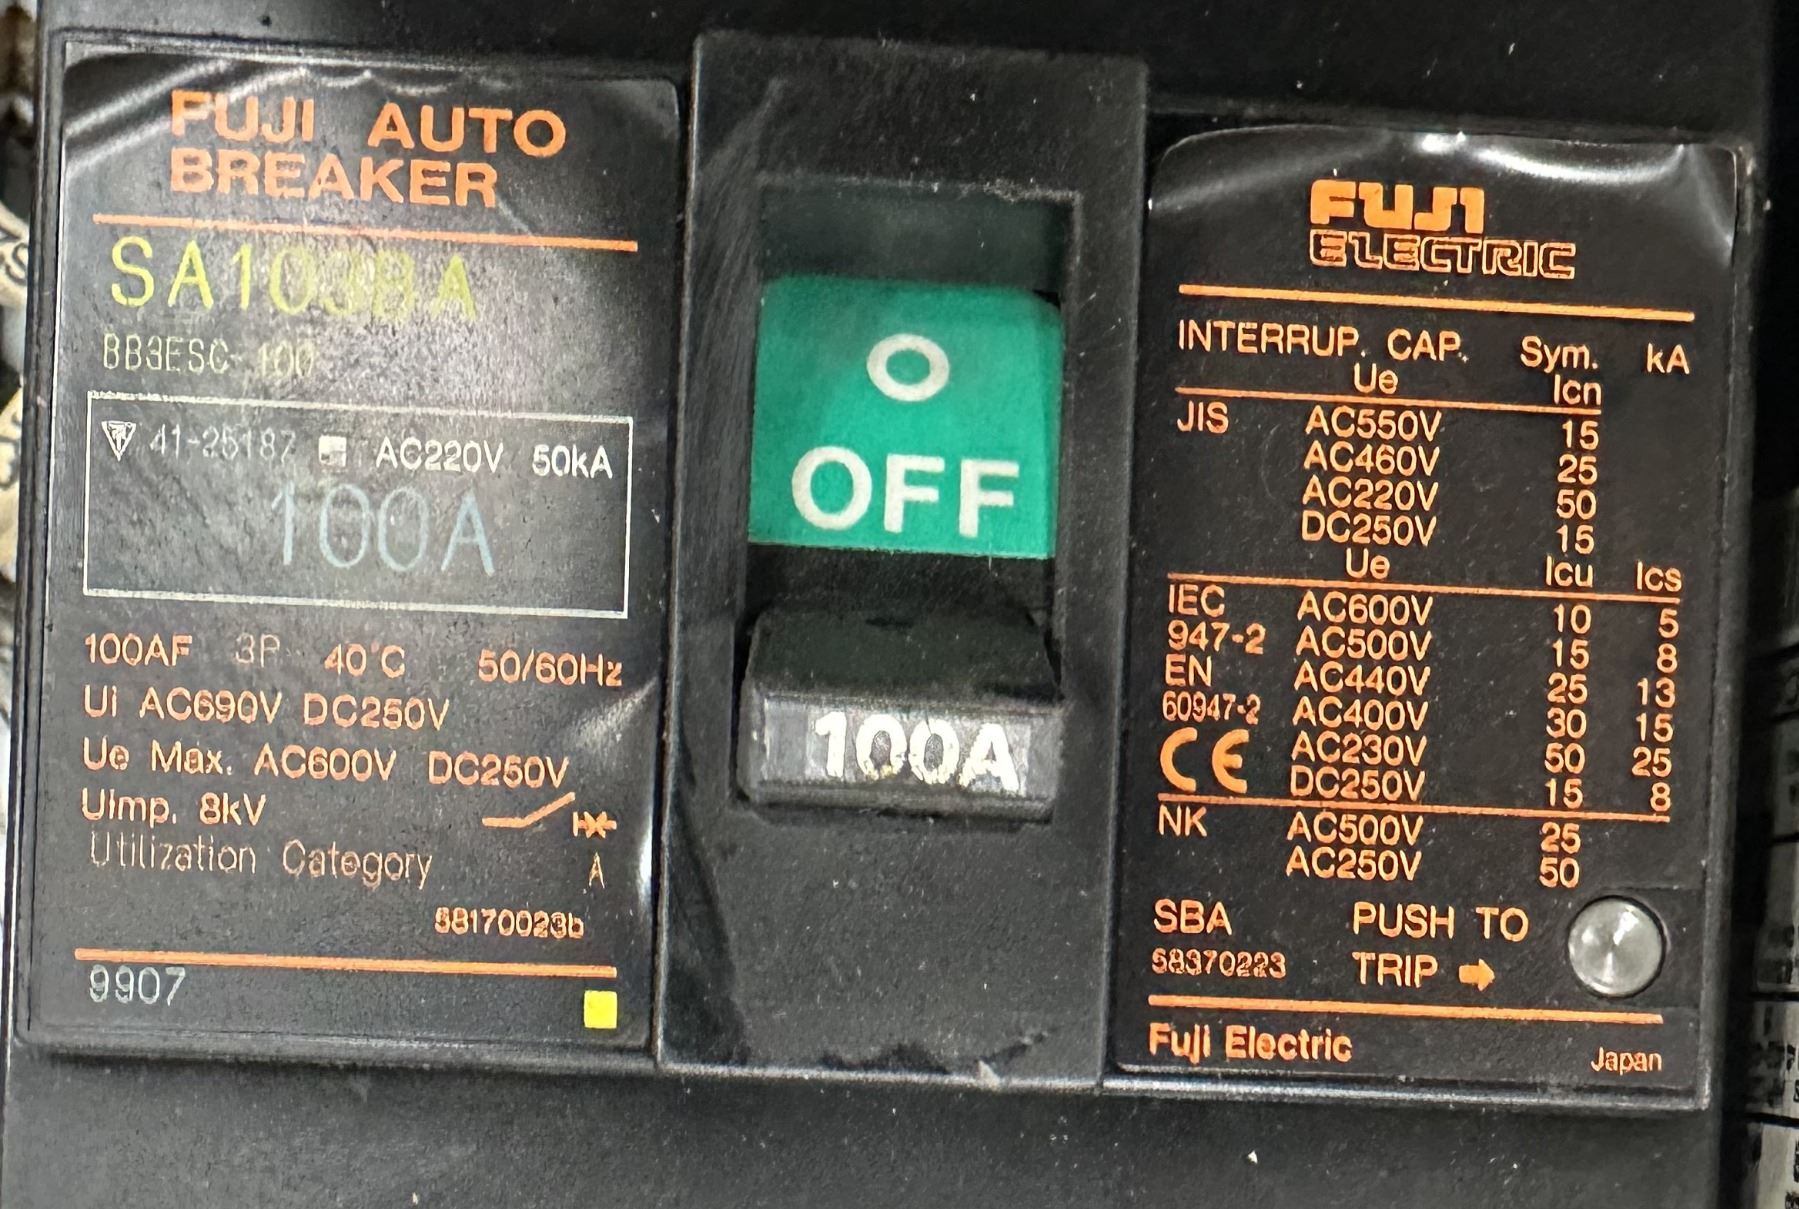 FUJI AUTO
BREAKER
SA103BA
BB3ESC-100
41-25187 AC220V 50kA
100A
100AF 3P 40°C 50/60Hz
Ui AC690V DC250V
Ue Max. AC600V DC250V
Uimp. 8kV
Utilization Category A
58170023b
9907
O
OFF
100A
FUJI
ELECTRIC
INTERRUP. CAP. Sym. kA
Ue Icn
JIS AC550V 15
AC460V 25
AC220V 50
DC250V 15
Ue Icu Ics
IEC AC600V 10 5
947-2 AC500V 15 8
EN AC440V 25 13
60947-2 AC400V 30 15
CE AC230V 50 25
DC250V 15 8
NK AC500V 25
AC250V 50
SBA PUSH TO
58370223 TRIP →
Fuji Electric Japan